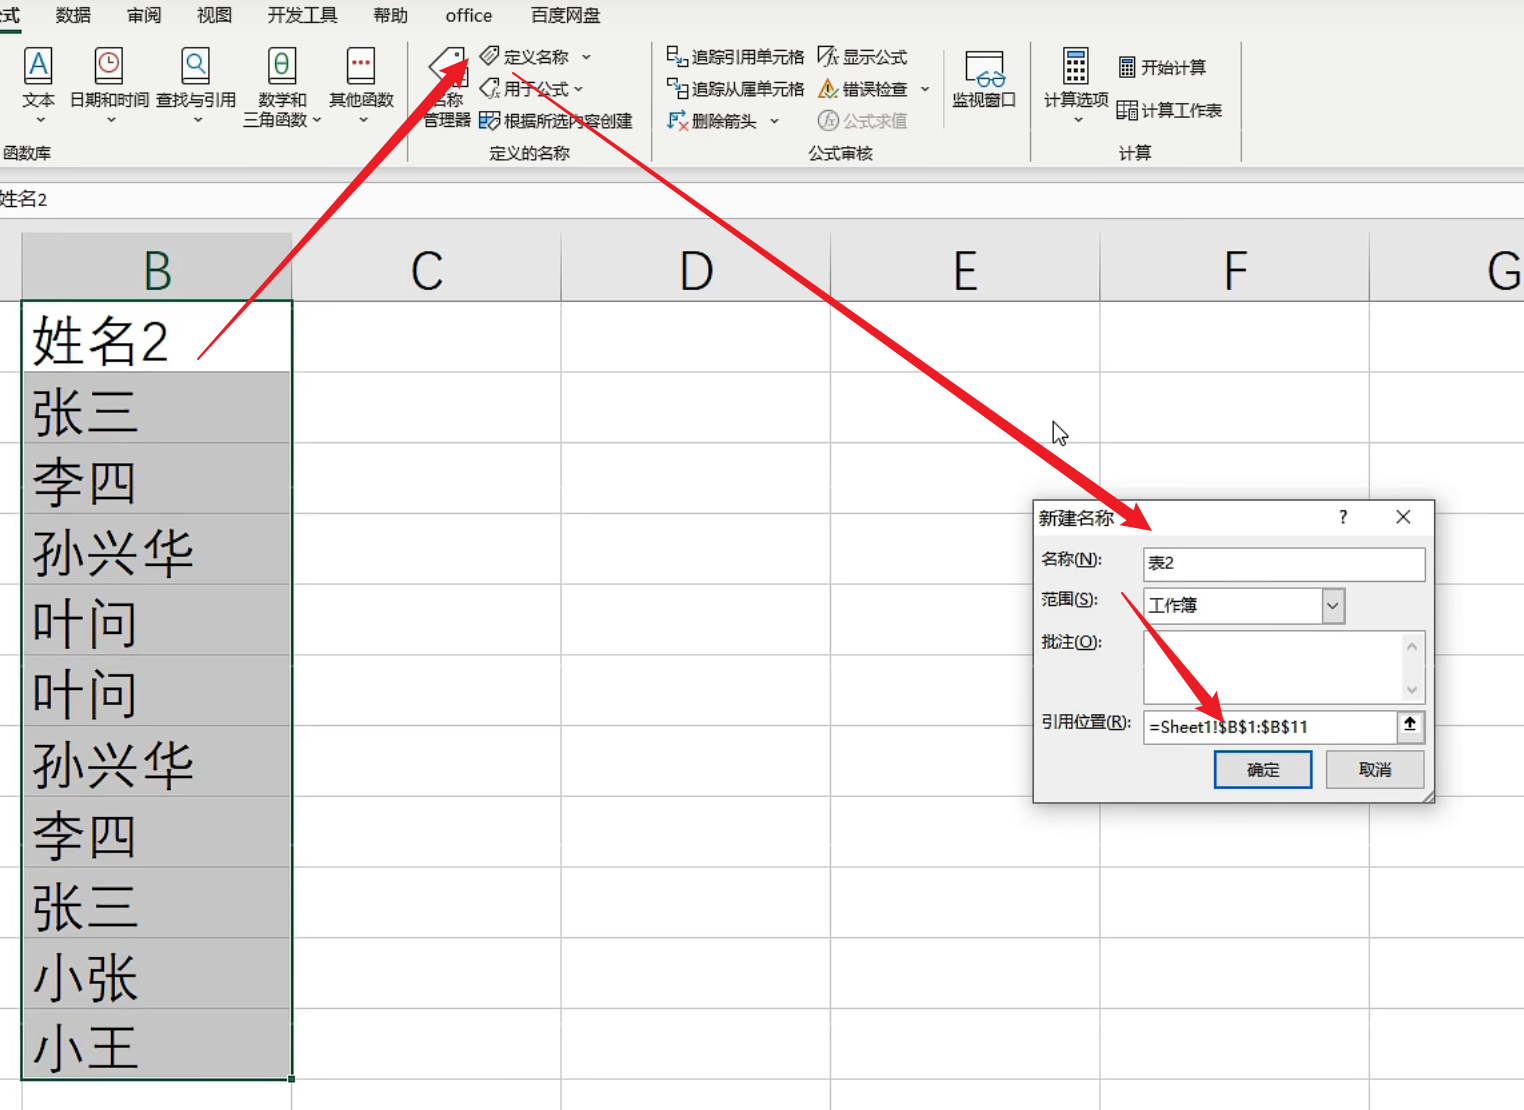 公式 数据 审阅 视图 开发工具 帮助 office 百度网盘
文本 日期和时间 查找与引用 数学和三角函数 其他函数
函数库
名称管理器
定义名称
用于公式
根据所选内容创建
定义的名称
追踪引用单元格 显示公式
追踪从属单元格 错误检查
删除箭头 公式求值
公式审核
监视窗口
计算选项
开始计算
计算工作表
计算
姓名2
B C D E F G
姓名2
张三
李四
孙兴华
叶问
叶问
孙兴华
李四
张三
小张
小王
新建名称 ?
名称(N): 表2
范围(S): 工作簿
批注(O):
引用位置(R): =Sheet1!$B$1:$B$11
确定 取消